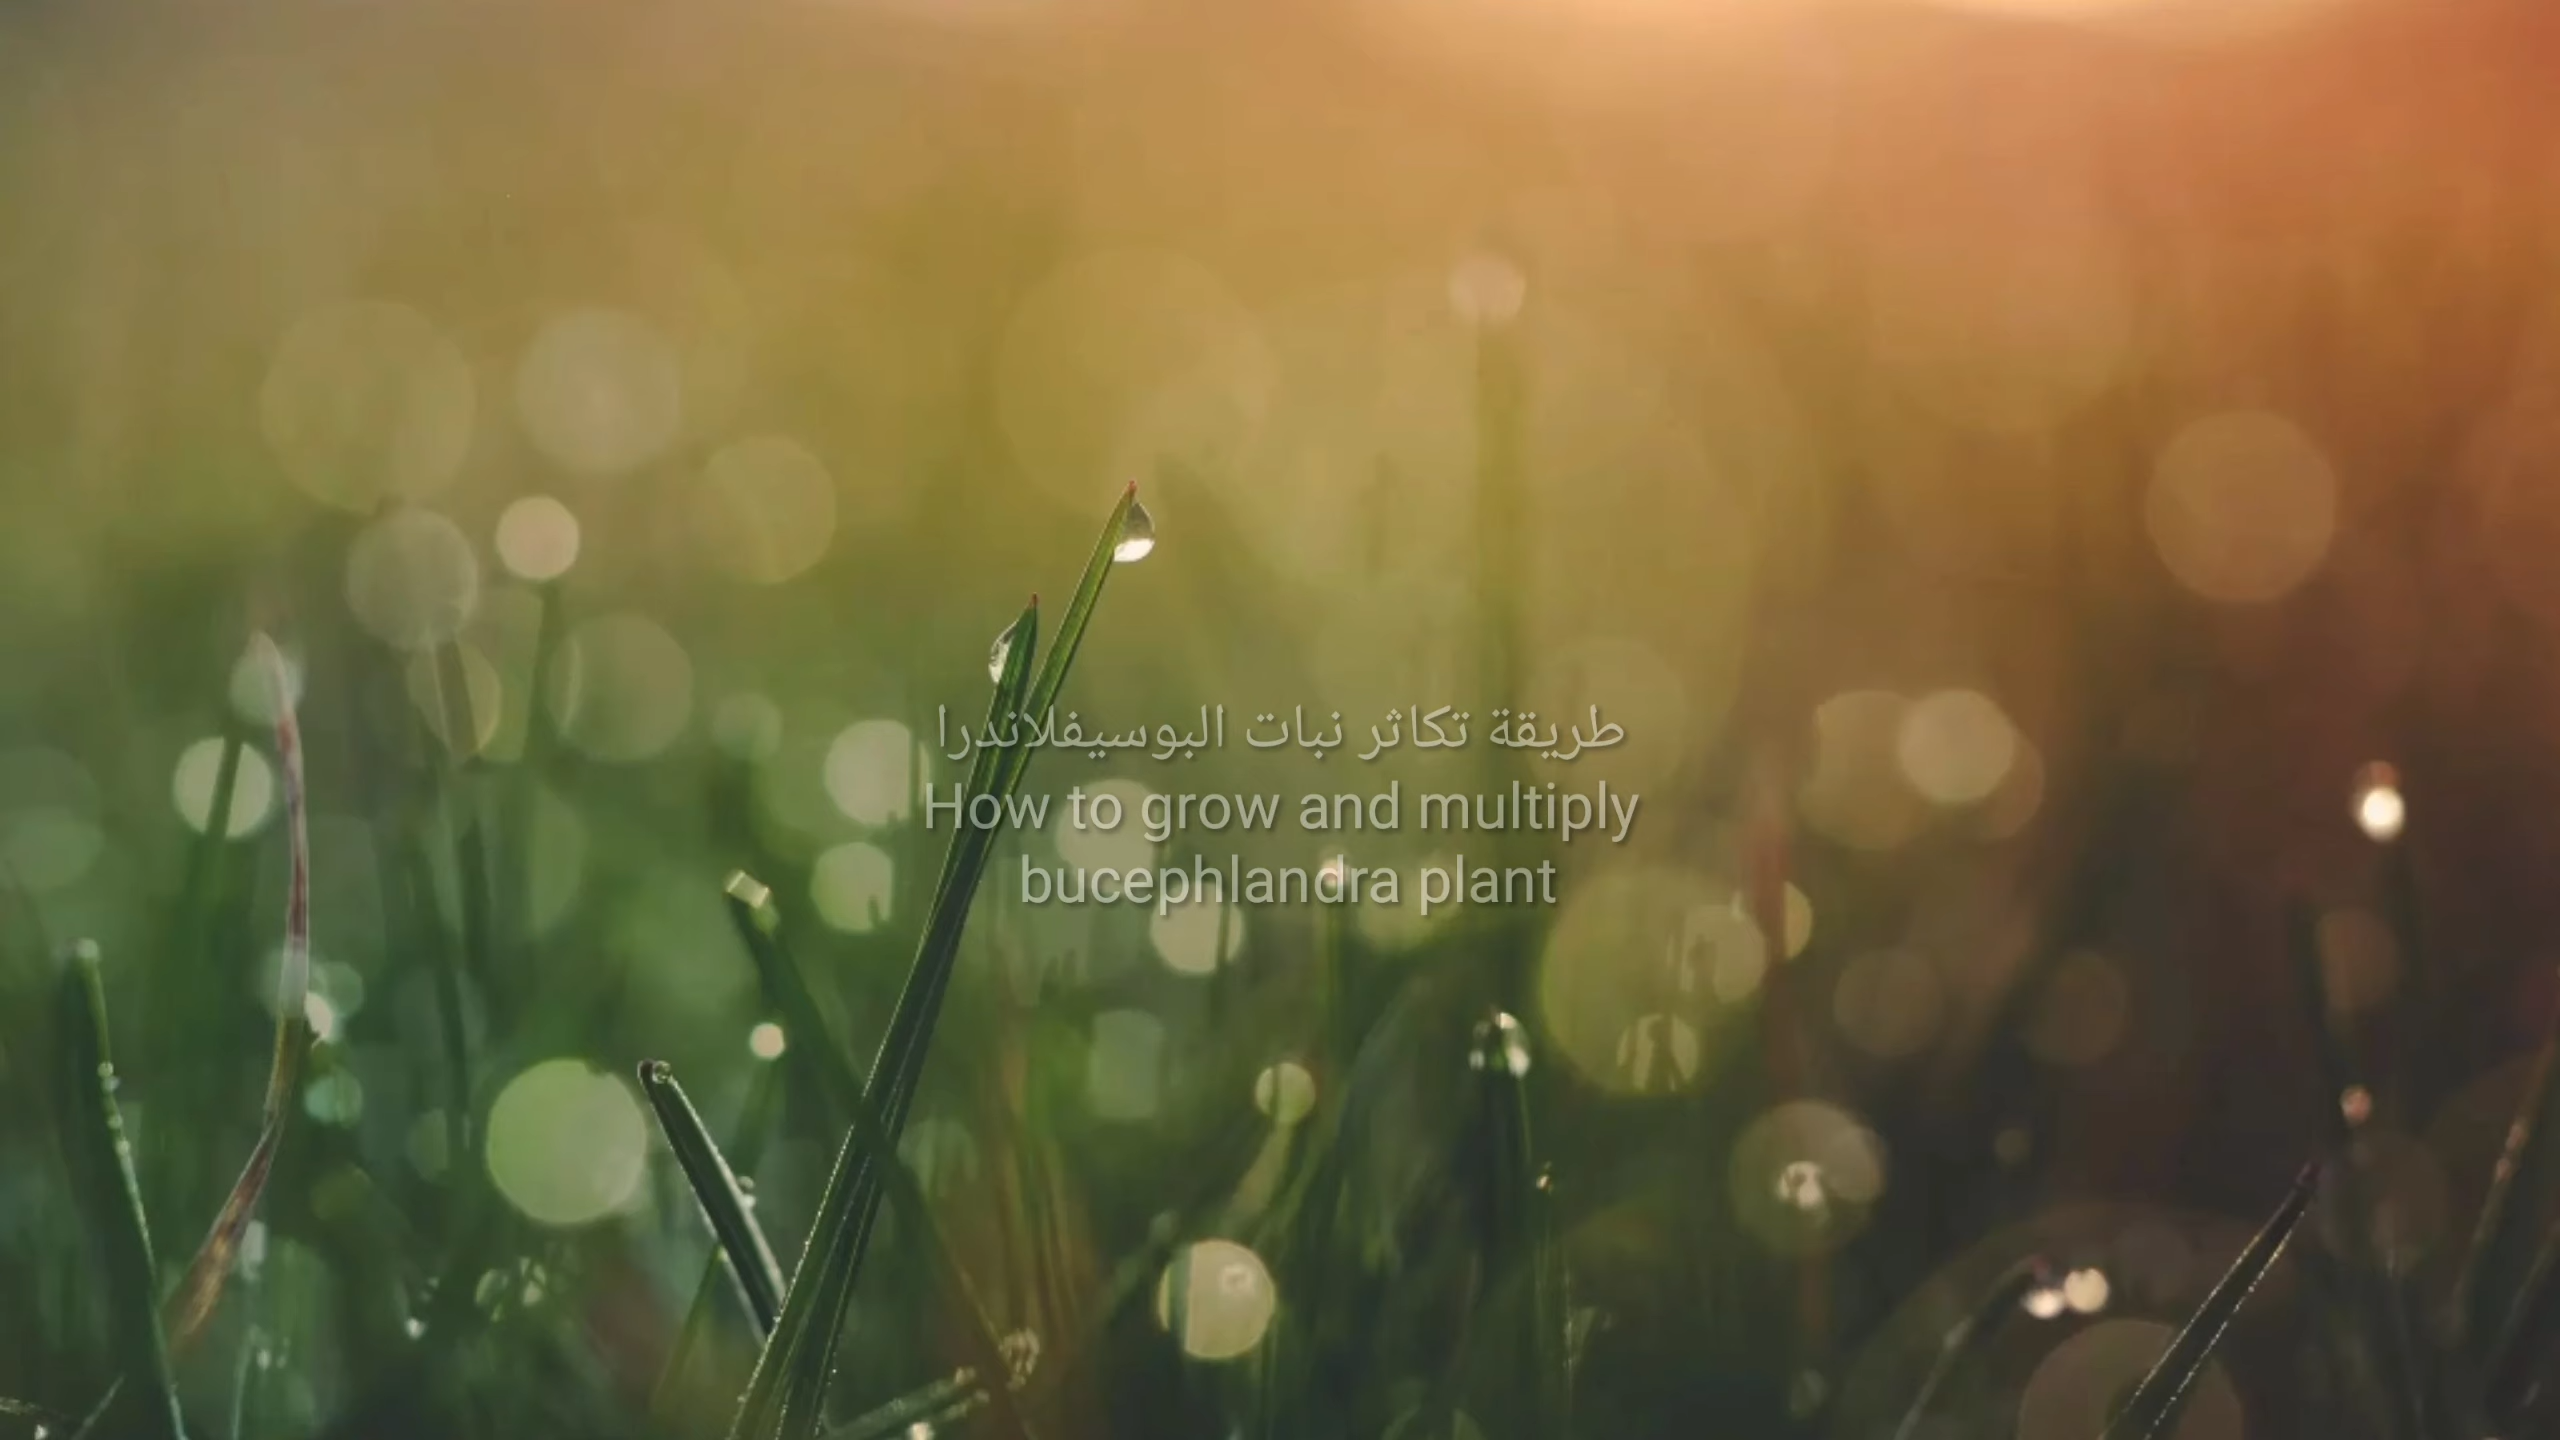 طريقة تكاثر نبات البوسيفلاندرا
How to grow and multiply
bucephlandra plant